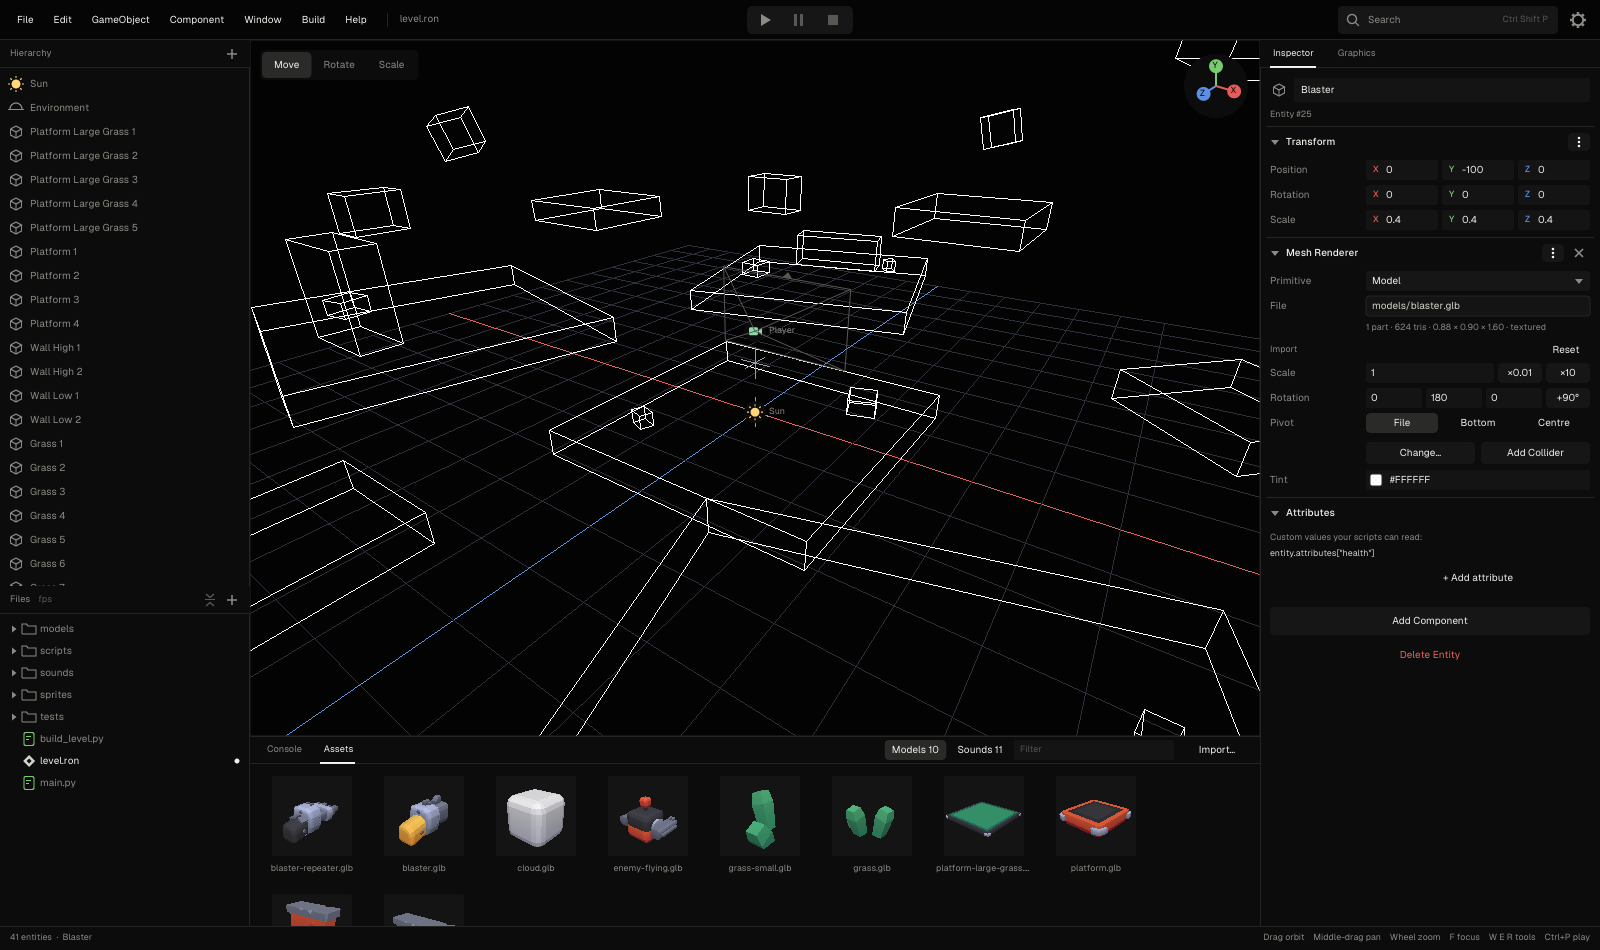 File Edit GameObject Component Window Build Help level.ron
Search Ctrl Shift P
Hierarchy
Sun
Environment
Platform Large Grass 1
Platform Large Grass 2
Platform Large Grass 3
Platform Large Grass 4
Platform Large Grass 5
Platform 1
Platform 2
Platform 3
Platform 4
Wall High 1
Wall High 2
Wall Low 1
Wall Low 2
Grass 1
Grass 2
Grass 3
Grass 4
Grass 5
Grass 6
Files fps
models
scripts
sounds
sprites
tests
build_level.py
level.ron
main.py
Move Rotate Scale
Y
Z X
Player
Sun
Console Assets Models 10 Sounds 11 Filter Import...
blaster-repeater.glb blaster.glb cloud.glb enemy-flying.glb grass-small.glb grass.glb platform-large-grass... platform.glb
Inspector Graphics
Blaster
Entity #25
Transform
Position X 0 Y -100 Z 0
Rotation X 0 Y 0 Z 0
Scale X 0.4 Y 0.4 Z 0.4
Mesh Renderer
Primitive Model
File models/blaster.glb
1 part · 624 tris · 0.88 × 0.90 × 1.60 · textured
Import Reset
Scale 1 ×0.01 ×10
Rotation 0 180 0 +90°
Pivot File Bottom Centre
Change... Add Collider
Tint #FFFFFF
Attributes
Custom values your scripts can read:
entity.attributes["health"]
+ Add attribute
Add Component
Delete Entity
41 entities · Blaster
Drag orbit Middle-drag pan Wheel zoom F focus W E R tools Ctrl+P play